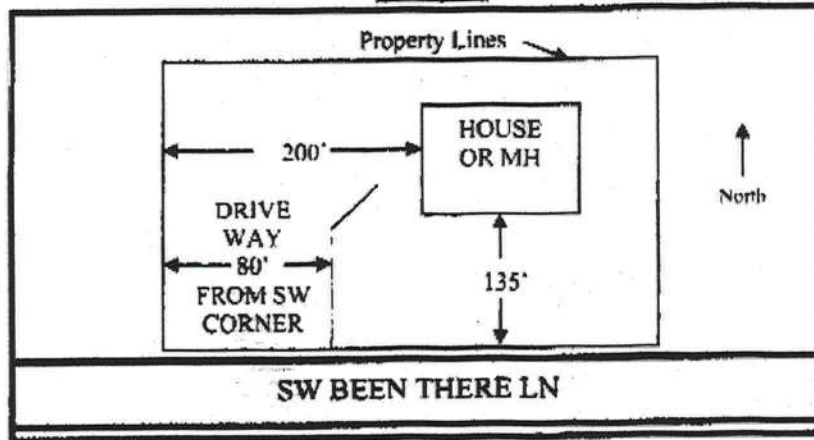 Property Lines
HOUSE
OR MH
200'
North
DRIVE
WAY
80'
FROM SW
CORNER
135'
SW BEEN THERE LN